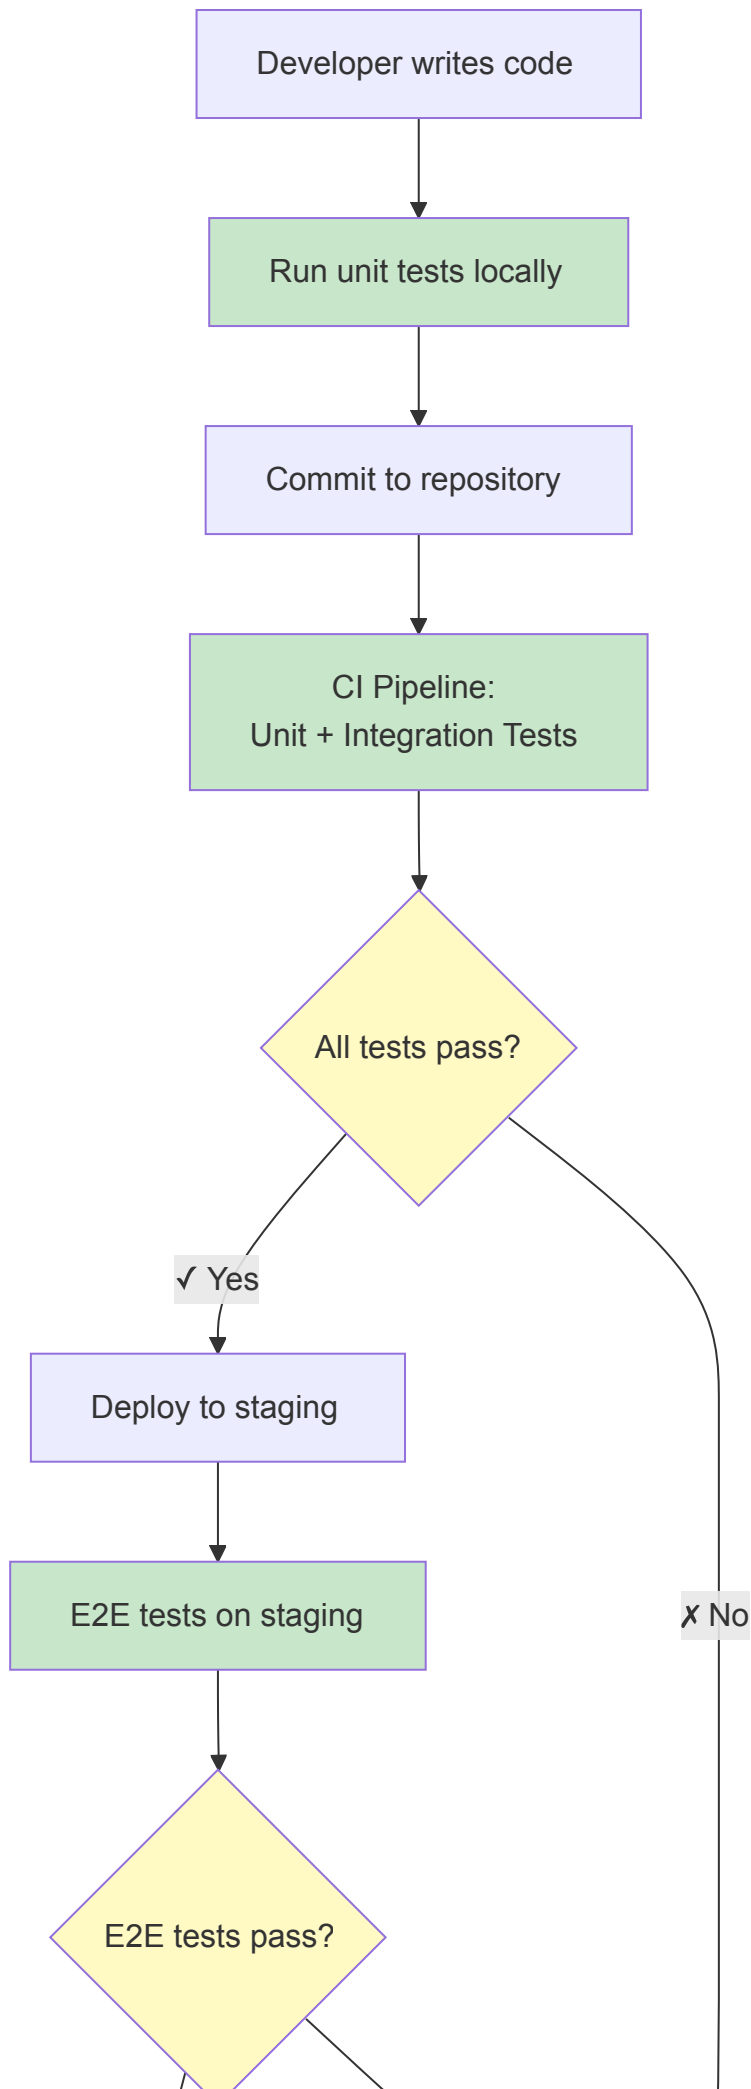 Developer writes code
Run unit tests locally
Commit to repository
CI Pipeline:
Unit + Integration Tests
All tests pass?
✓ Yes
Deploy to staging
E2E tests on staging
✗ No
E2E tests pass?